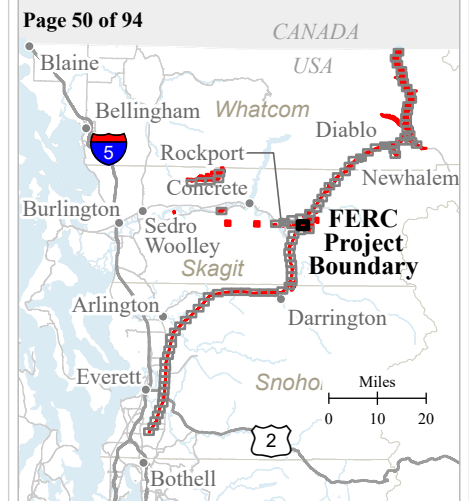 Page 50 of 94
CANADA
USA
Blaine
Bellingham
Whatcom
Diablo
5
Rockport
Newhalem
Concrete
Burlington
Sedro
Woolley
FERC
Project
Boundary
Skagit
Arlington
Darrington
Everett
Snoho
Miles
0 10 20
2
Bothell